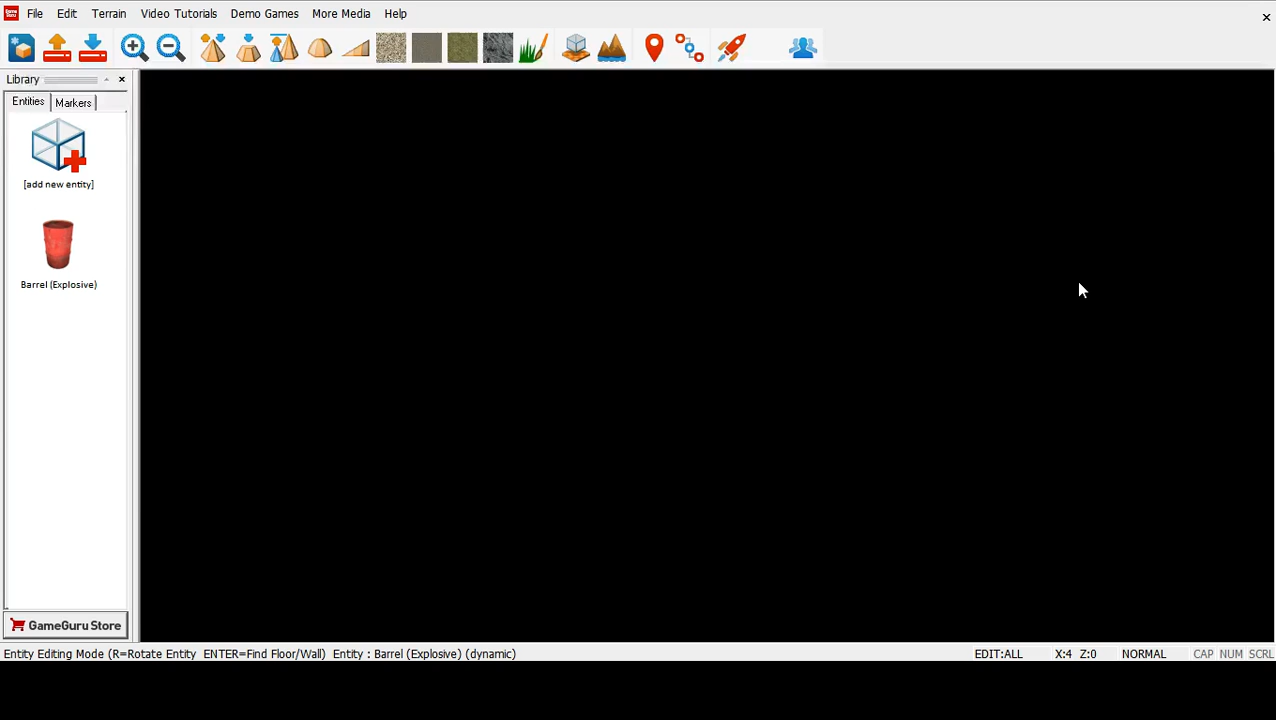 File Edit Terrain Video Tutorials Demo Games More Media Help
Library
Entities Markers
[add new entity]
Barrel (Explosive)
GameGuru Store
Entity Editing Mode (R=Rotate Entity ENTER=Find Floor/Wall) Entity : Barrel (Explosive) (dynamic) EDIT:ALL X:4 Z:0 NORMAL CAP NUM SCRL